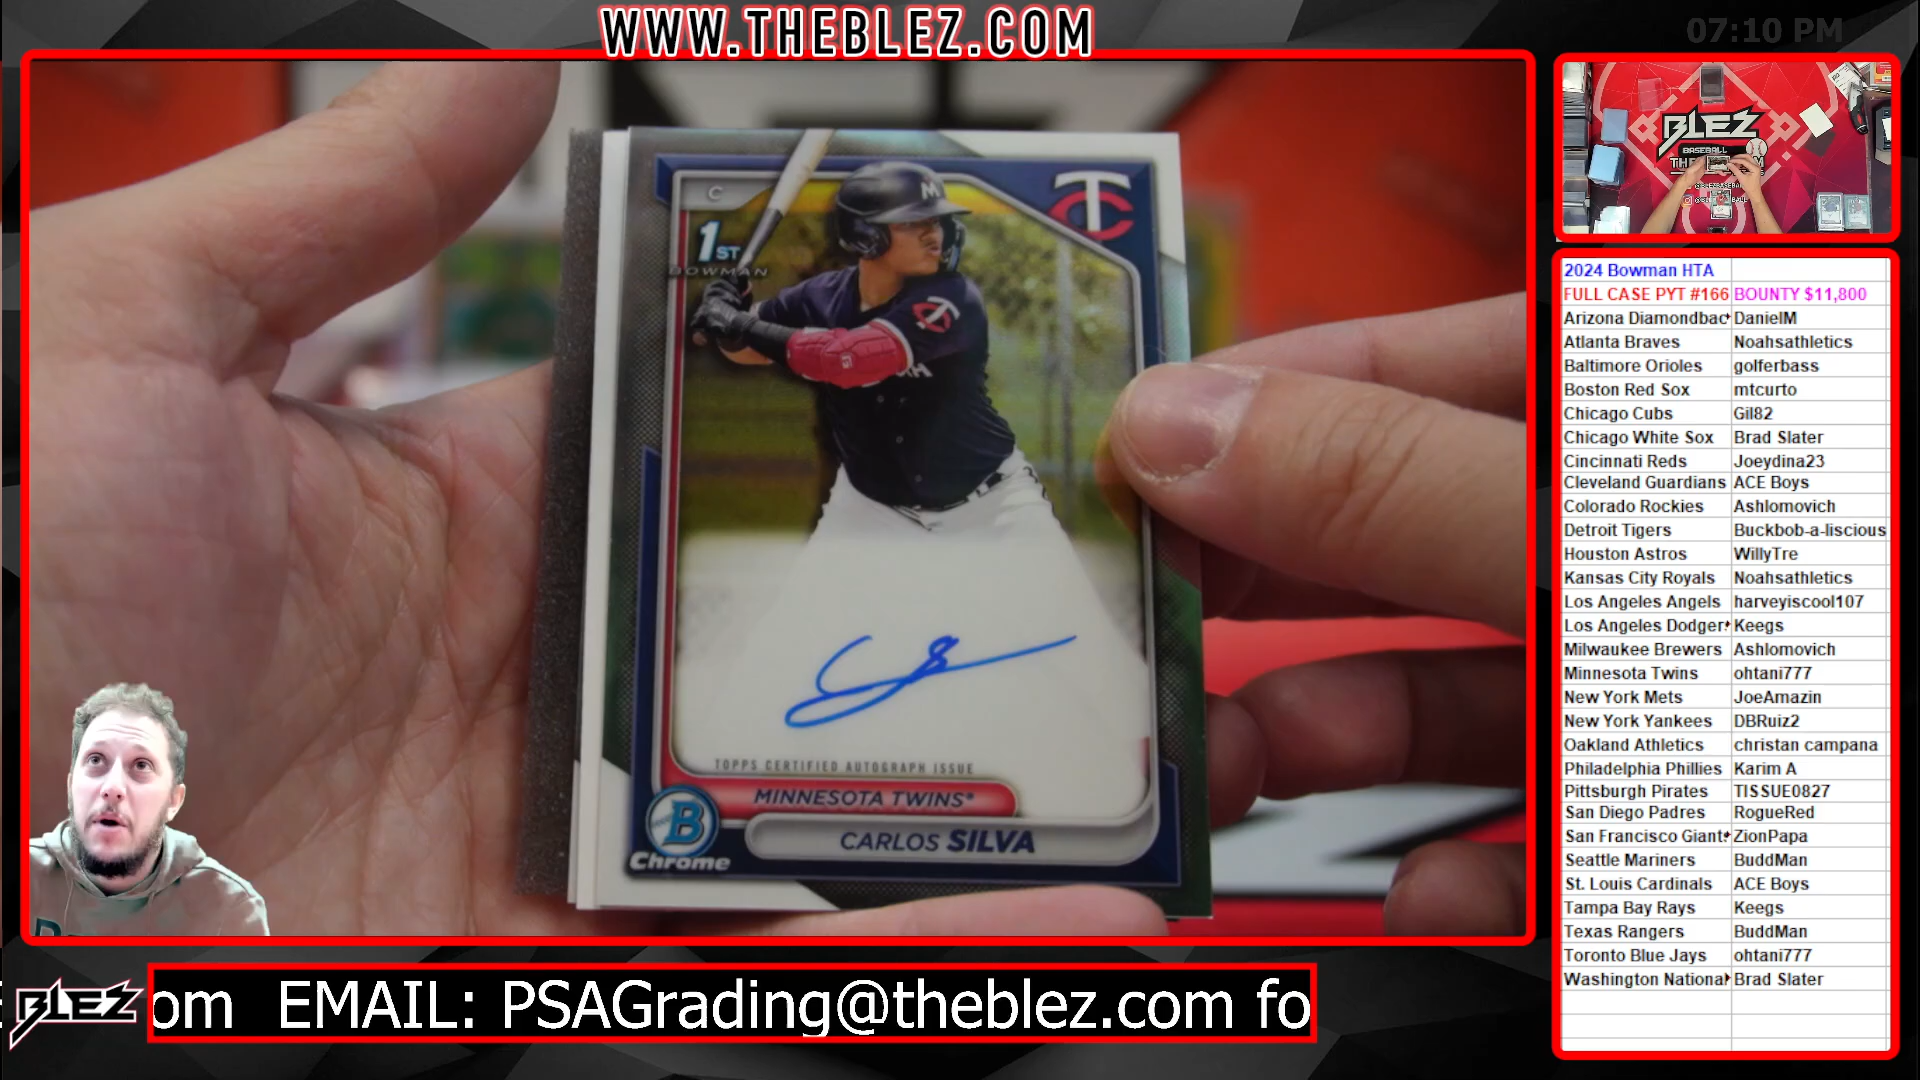 WWW.THEBLEZ.COM
07:10 PM
C
1ST
BOWMAN
M
TC
TC
TOPPS CERTIFIED AUTOGRAPH ISSUE
MINNESOTA TWINS
CARLOS SILVA
B
Chrome
BLEZ
BASEBALL
2024 Bowman HTA
FULL CASE PYT #166 BOUNTY $11,800
Arizona Diamondbac DanielM
Atlanta Braves Noahsathletics
Baltimore Orioles golferbass
Boston Red Sox mtcurto
Chicago Cubs Gil82
Chicago White Sox Brad Slater
Cincinnati Reds Joeydina23
Cleveland Guardians ACE Boys
Colorado Rockies Ashlomovich
Detroit Tigers Buckbob-a-liscious
Houston Astros WillyTre
Kansas City Royals Noahsathletics
Los Angeles Angels harveyiscool107
Los Angeles Dodger Keegs
Milwaukee Brewers Ashlomovich
Minnesota Twins ohtani777
New York Mets JoeAmazin
New York Yankees DBRuiz2
Oakland Athletics christan campana
Philadelphia Phillies Karim A
Pittsburgh Pirates TISSUE0827
San Diego Padres RogueRed
San Francisco Giant ZionPapa
Seattle Mariners BuddMan
St. Louis Cardinals ACE Boys
Tampa Bay Rays Keegs
Texas Rangers BuddMan
Toronto Blue Jays ohtani777
Washington National Brad Slater
BLEZ
om EMAIL: PSAGrading@theblez.com fo